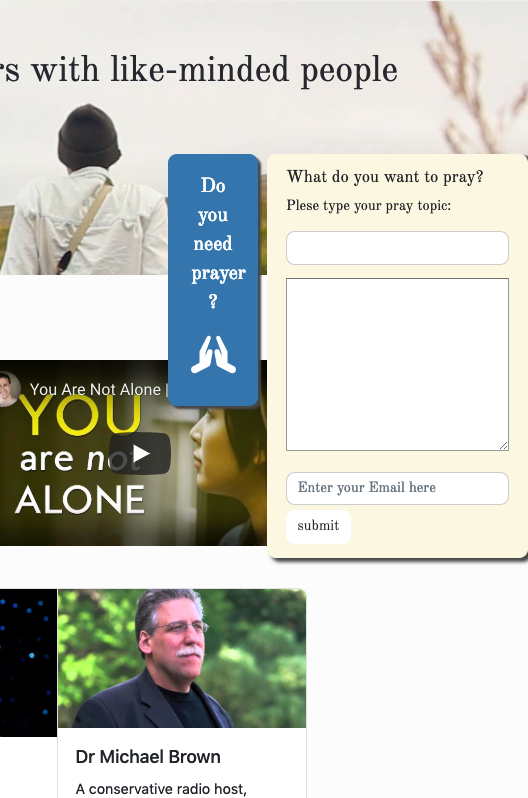 rs with like-minded people
Do
you
need
prayer
?
What do you want to pray?
Plese type your pray topic:
Enter your Email here
submit
You Are Not Alone |
YOU
are not
ALONE
Dr Michael Brown
A conservative radio host,